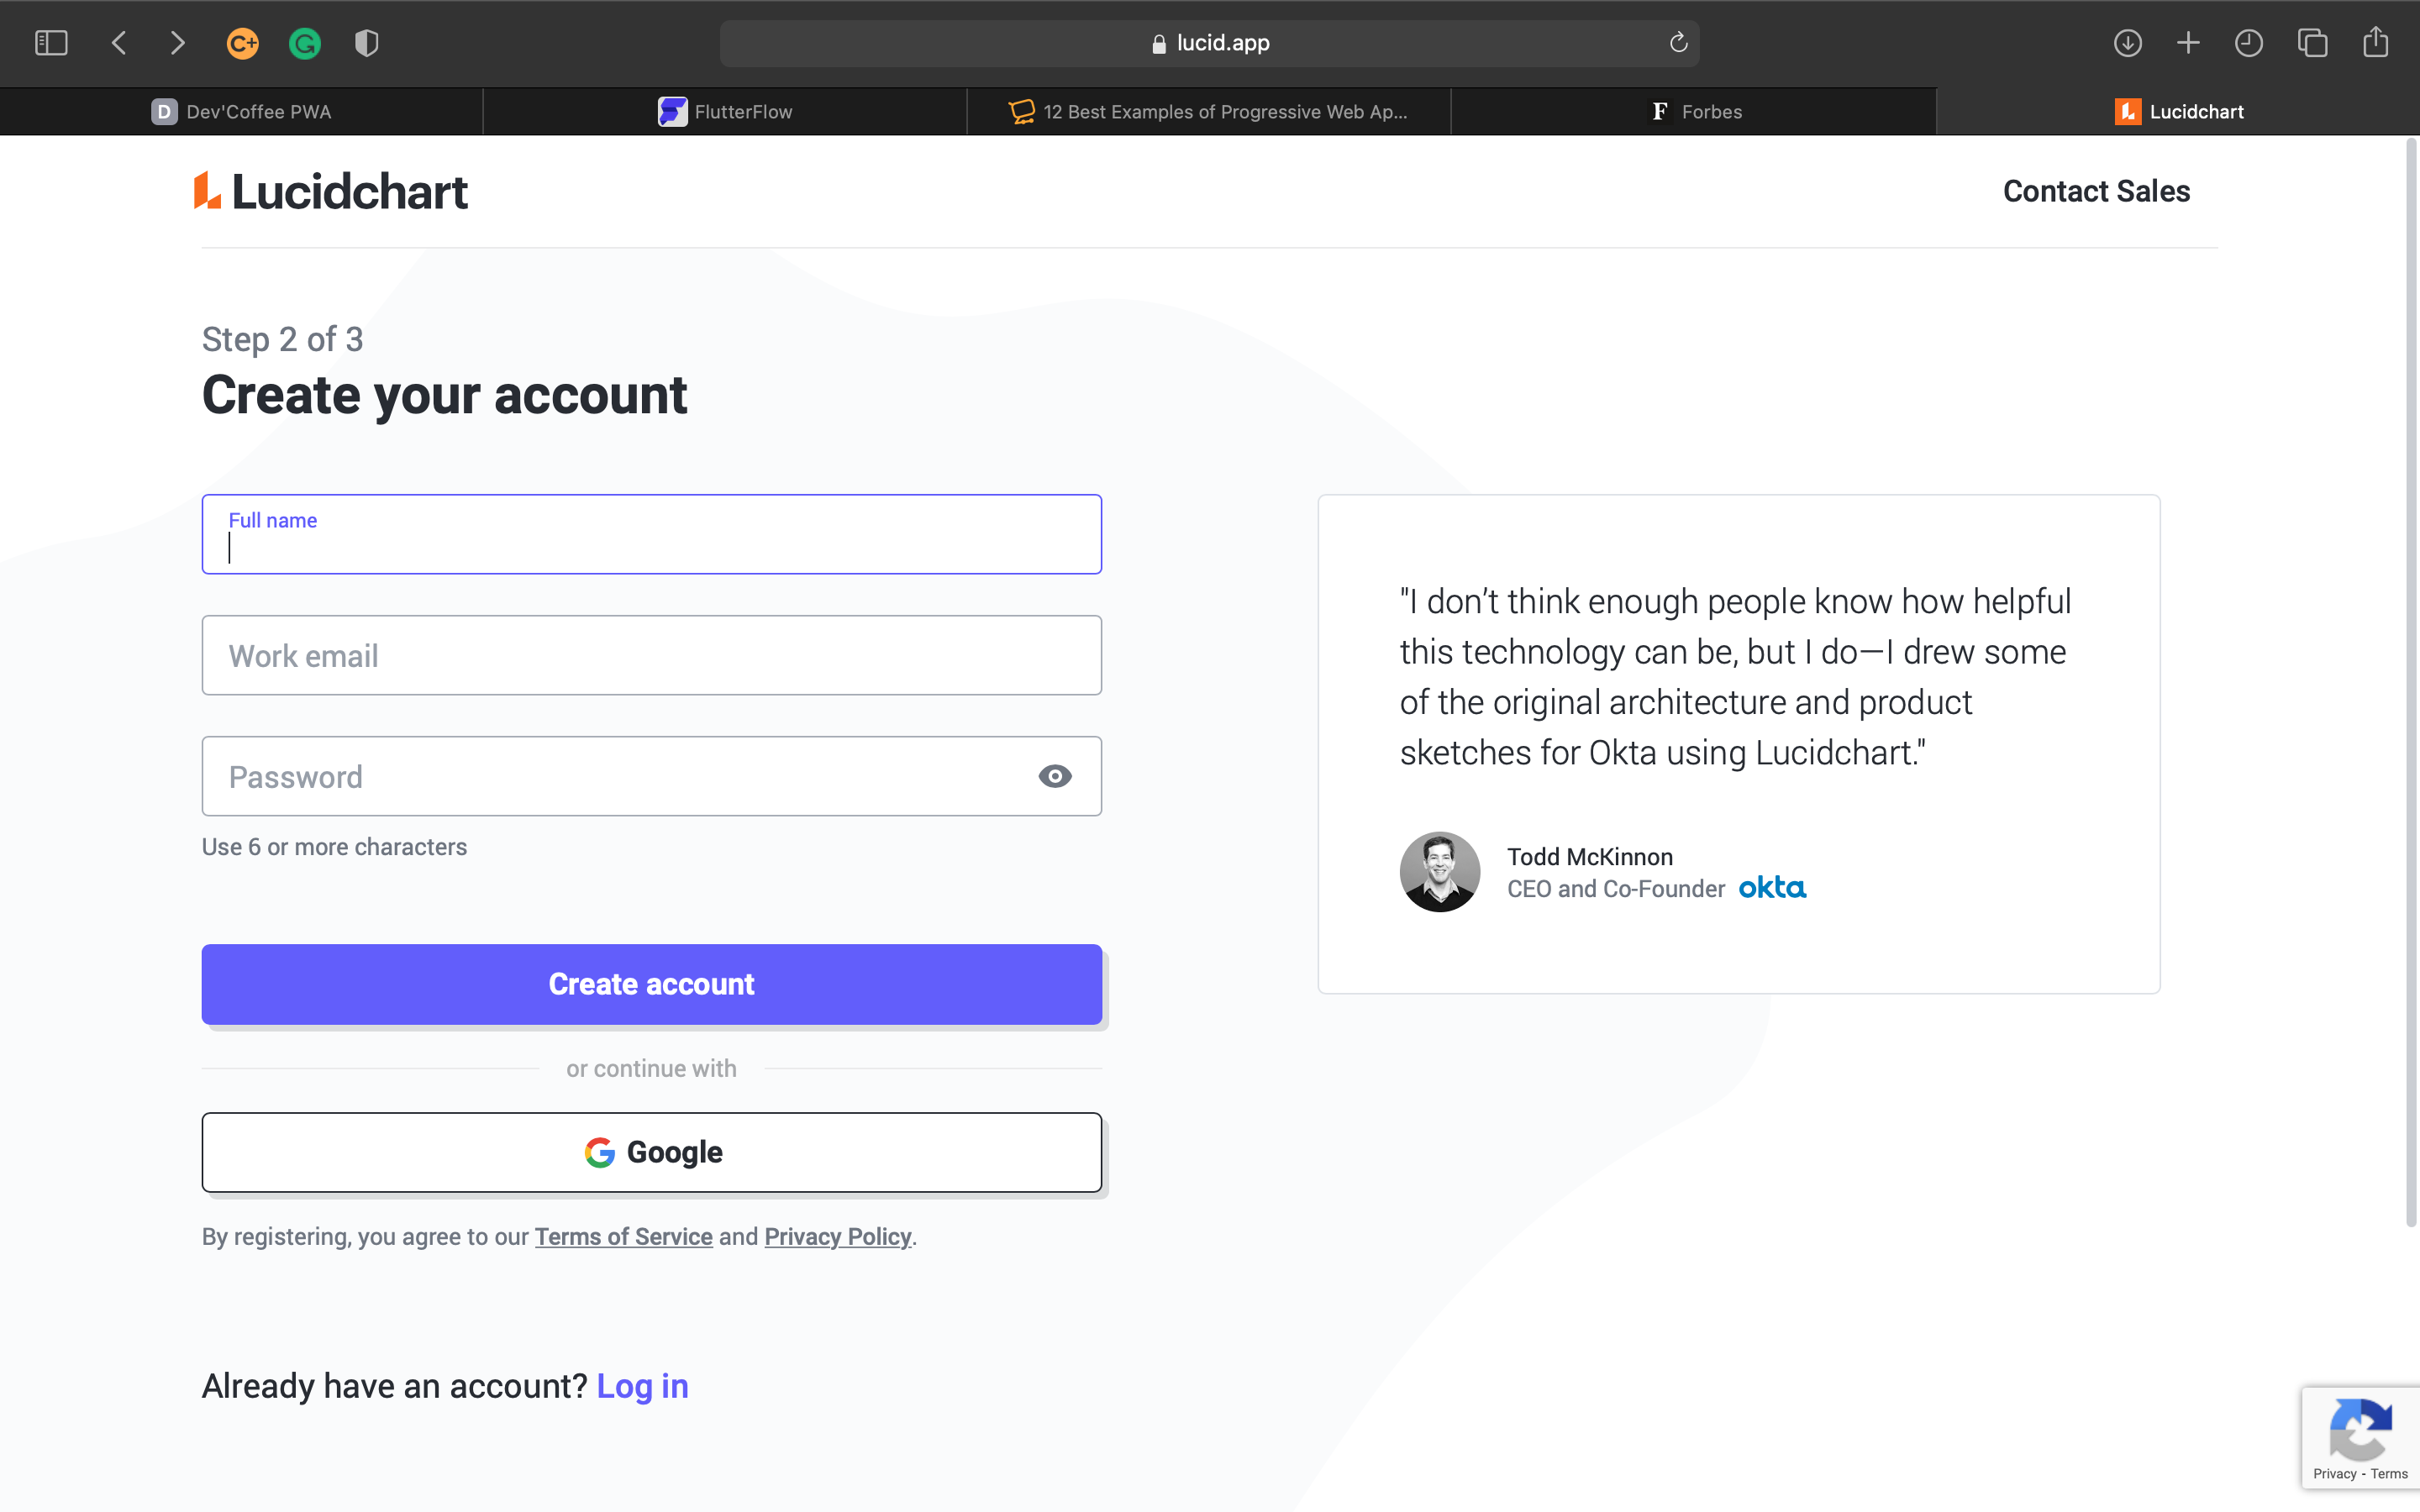 C+
lucid.app
D Dev'Coffee PWA
FlutterFlow
12 Best Examples of Progressive Web Ap...
F Forbes
Lucidchart
Lucidchart
Contact Sales
Step 2 of 3
Create your account
Full name
Work email
Password
Use 6 or more characters
Create account
or continue with
Google
By registering, you agree to our Terms of Service and Privacy Policy.
Already have an account? Log in
"I don’t think enough people know how helpful
this technology can be, but I do—I drew some
of the original architecture and product
sketches for Okta using Lucidchart."
Todd McKinnon
CEO and Co-Founder okta
Privacy - Terms